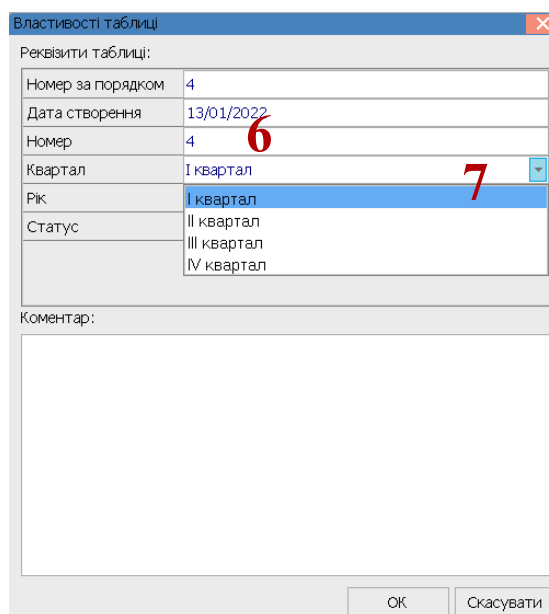 Властивості таблиці
Реквізити таблиці:
Номер за порядком 4
Дата створення 13/01/2022
6
Номер 4
Квартал I квартал
7
Рік
I квартал
II квартал
Статус
III квартал
IV квартал
Коментар:
ОК Скасувати